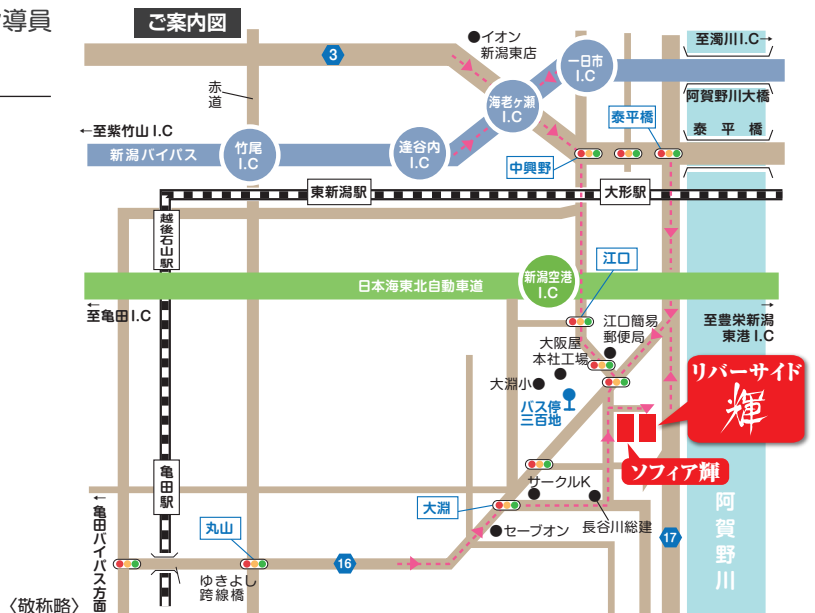 導員
ご案内図
イオン
新潟東店
至濁川I.C→
3
一日市
I.C
赤道
海老ヶ瀬
I.C
阿賀野川大橋
泰平橋
泰平橋
←至紫竹山I.C
新潟バイパス
竹尾
I.C
逢谷内
I.C
中興野
東新潟駅
大形駅
越後石山駅
日本海東北自動車道
新潟空港
I.C
江口
←
至亀田I.C
→
至豊栄新潟
東港I.C
江口簡易
郵便局
大阪屋
本社工場
大淵小
バス停
三百地
リバーサイド
輝
ソフィア輝
サークルK
亀田駅
大淵
セーブオン
長谷川総建
阿賀野川
17
丸山
16
ゆきよし
跨線橋
←亀田バイパス方面
〈敬称略〉